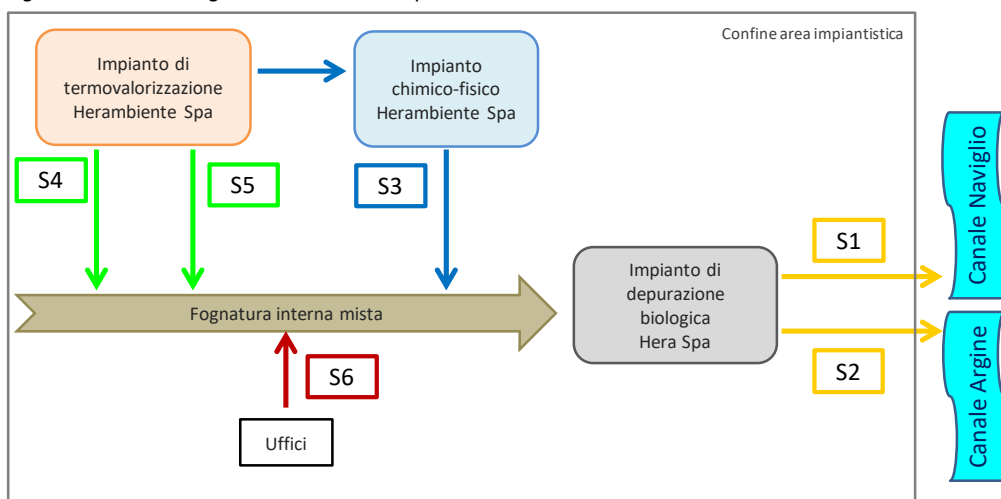 Confine area impiantistica
Impianto di
termovalorizzazione
Herambiente Spa
Impianto
chimico-fisico
Herambiente Spa
S4
S5
S3
Canale Naviglio
S1
Impianto di
depurazione
biologica
Hera Spa
Fognatura interna mista
S2
Canale Argine
S6
Uffici